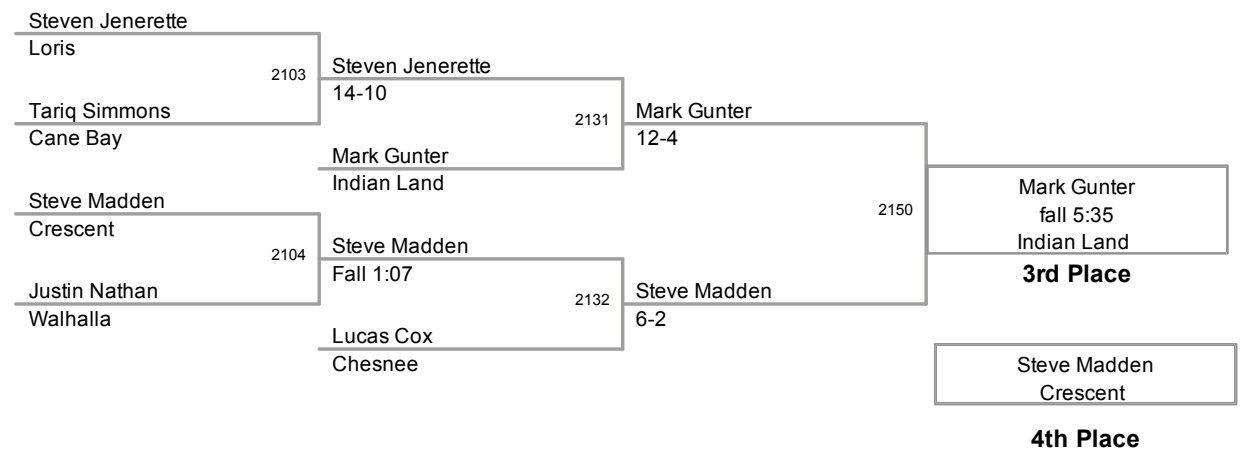 Steven Jenerette
Loris
2103
Steven Jenerette
14-10
Tariq Simmons
Cane Bay
2131
Mark Gunter
12-4
Mark Gunter
Indian Land
Steve Madden
Crescent
2104
Steve Madden
Fall 1:07
Justin Nathan
Walhalla
2132
Steve Madden
6-2
Lucas Cox
Chesnee
2150
Mark Gunter
fall 5:35
Indian Land
3rd Place
Steve Madden
Crescent
4th Place